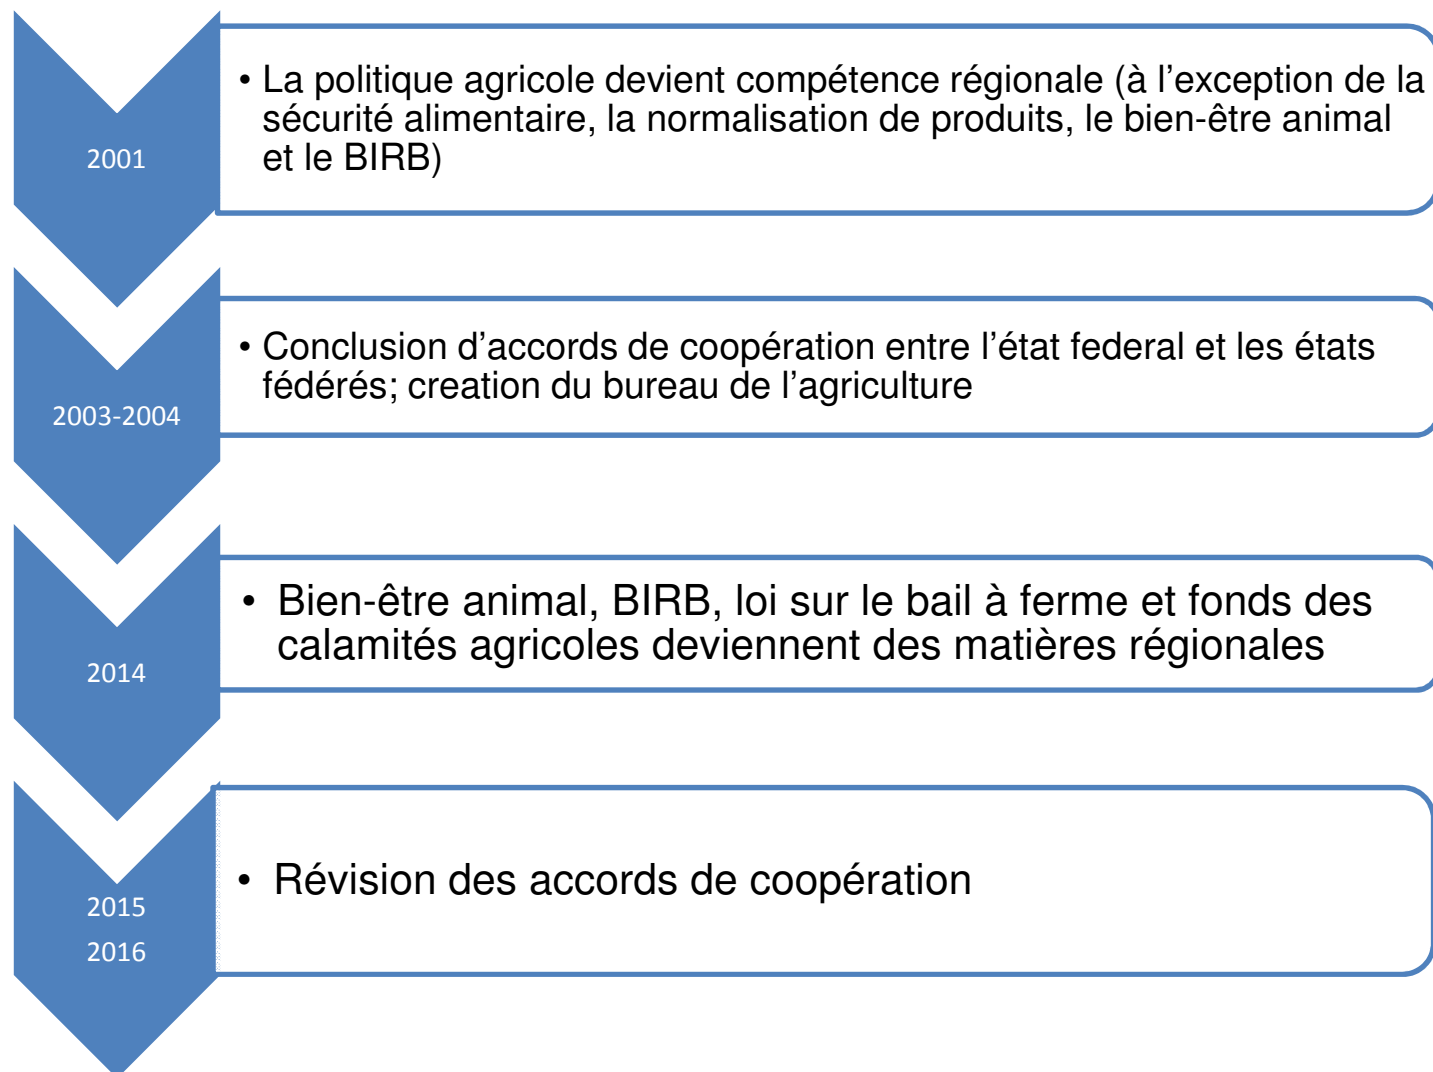 2001
• La politique agricole devient compétence régionale (à l’exception de la
sécurité alimentaire, la normalisation de produits, le bien-être animal
et le BIRB)
2003-2004
• Conclusion d’accords de coopération entre l’état federal et les états
fédérés; creation du bureau de l’agriculture
2014
• Bien-être animal, BIRB, loi sur le bail à ferme et fonds des
calamités agricoles deviennent des matières régionales
2015
2016
• Révision des accords de coopération